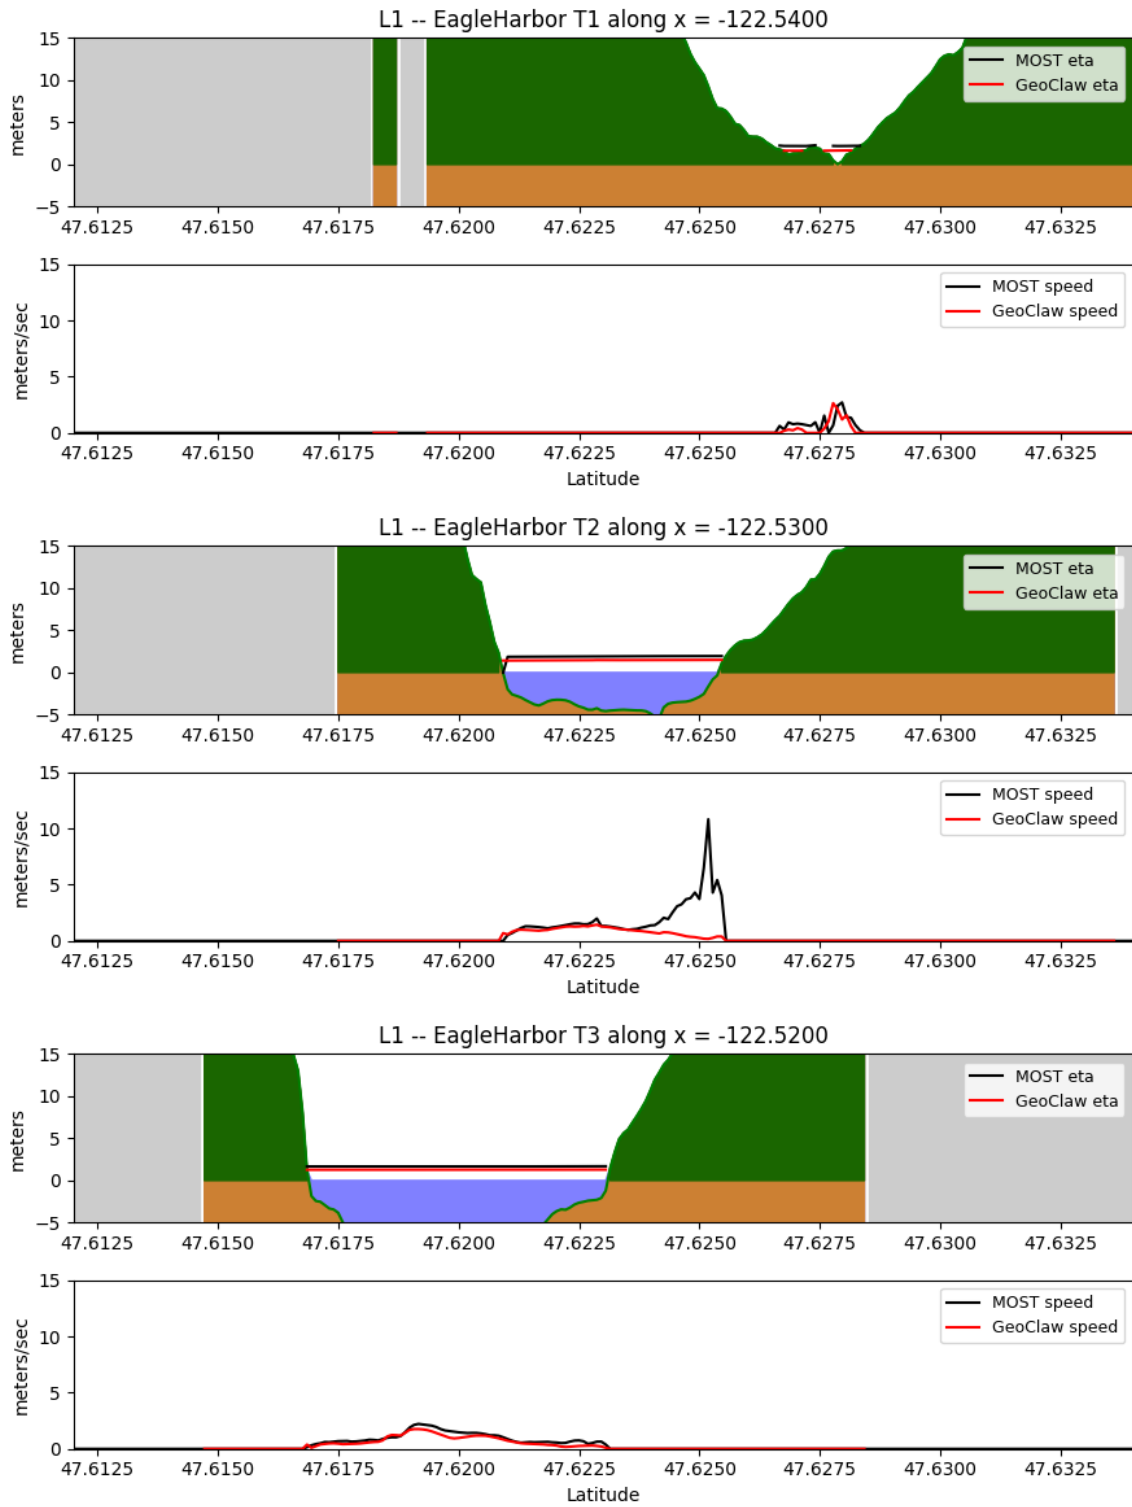 L1 -- EagleHarbor T1 along x = -122.5400
15
10
5
0
−5
meters
MOST eta
GeoClaw eta
47.6125 47.6150 47.6175 47.6200 47.6225 47.6250 47.6275 47.6300 47.6325
15
10
5
0
meters/sec
MOST speed
GeoClaw speed
47.6125 47.6150 47.6175 47.6200 47.6225 47.6250 47.6275 47.6300 47.6325
Latitude
L1 -- EagleHarbor T2 along x = -122.5300
15
10
5
0
−5
meters
MOST eta
GeoClaw eta
47.6125 47.6150 47.6175 47.6200 47.6225 47.6250 47.6275 47.6300 47.6325
15
10
5
0
meters/sec
MOST speed
GeoClaw speed
47.6125 47.6150 47.6175 47.6200 47.6225 47.6250 47.6275 47.6300 47.6325
Latitude
L1 -- EagleHarbor T3 along x = -122.5200
15
10
5
0
−5
meters
MOST eta
GeoClaw eta
47.6125 47.6150 47.6175 47.6200 47.6225 47.6250 47.6275 47.6300 47.6325
15
10
5
0
meters/sec
MOST speed
GeoClaw speed
47.6125 47.6150 47.6175 47.6200 47.6225 47.6250 47.6275 47.6300 47.6325
Latitude